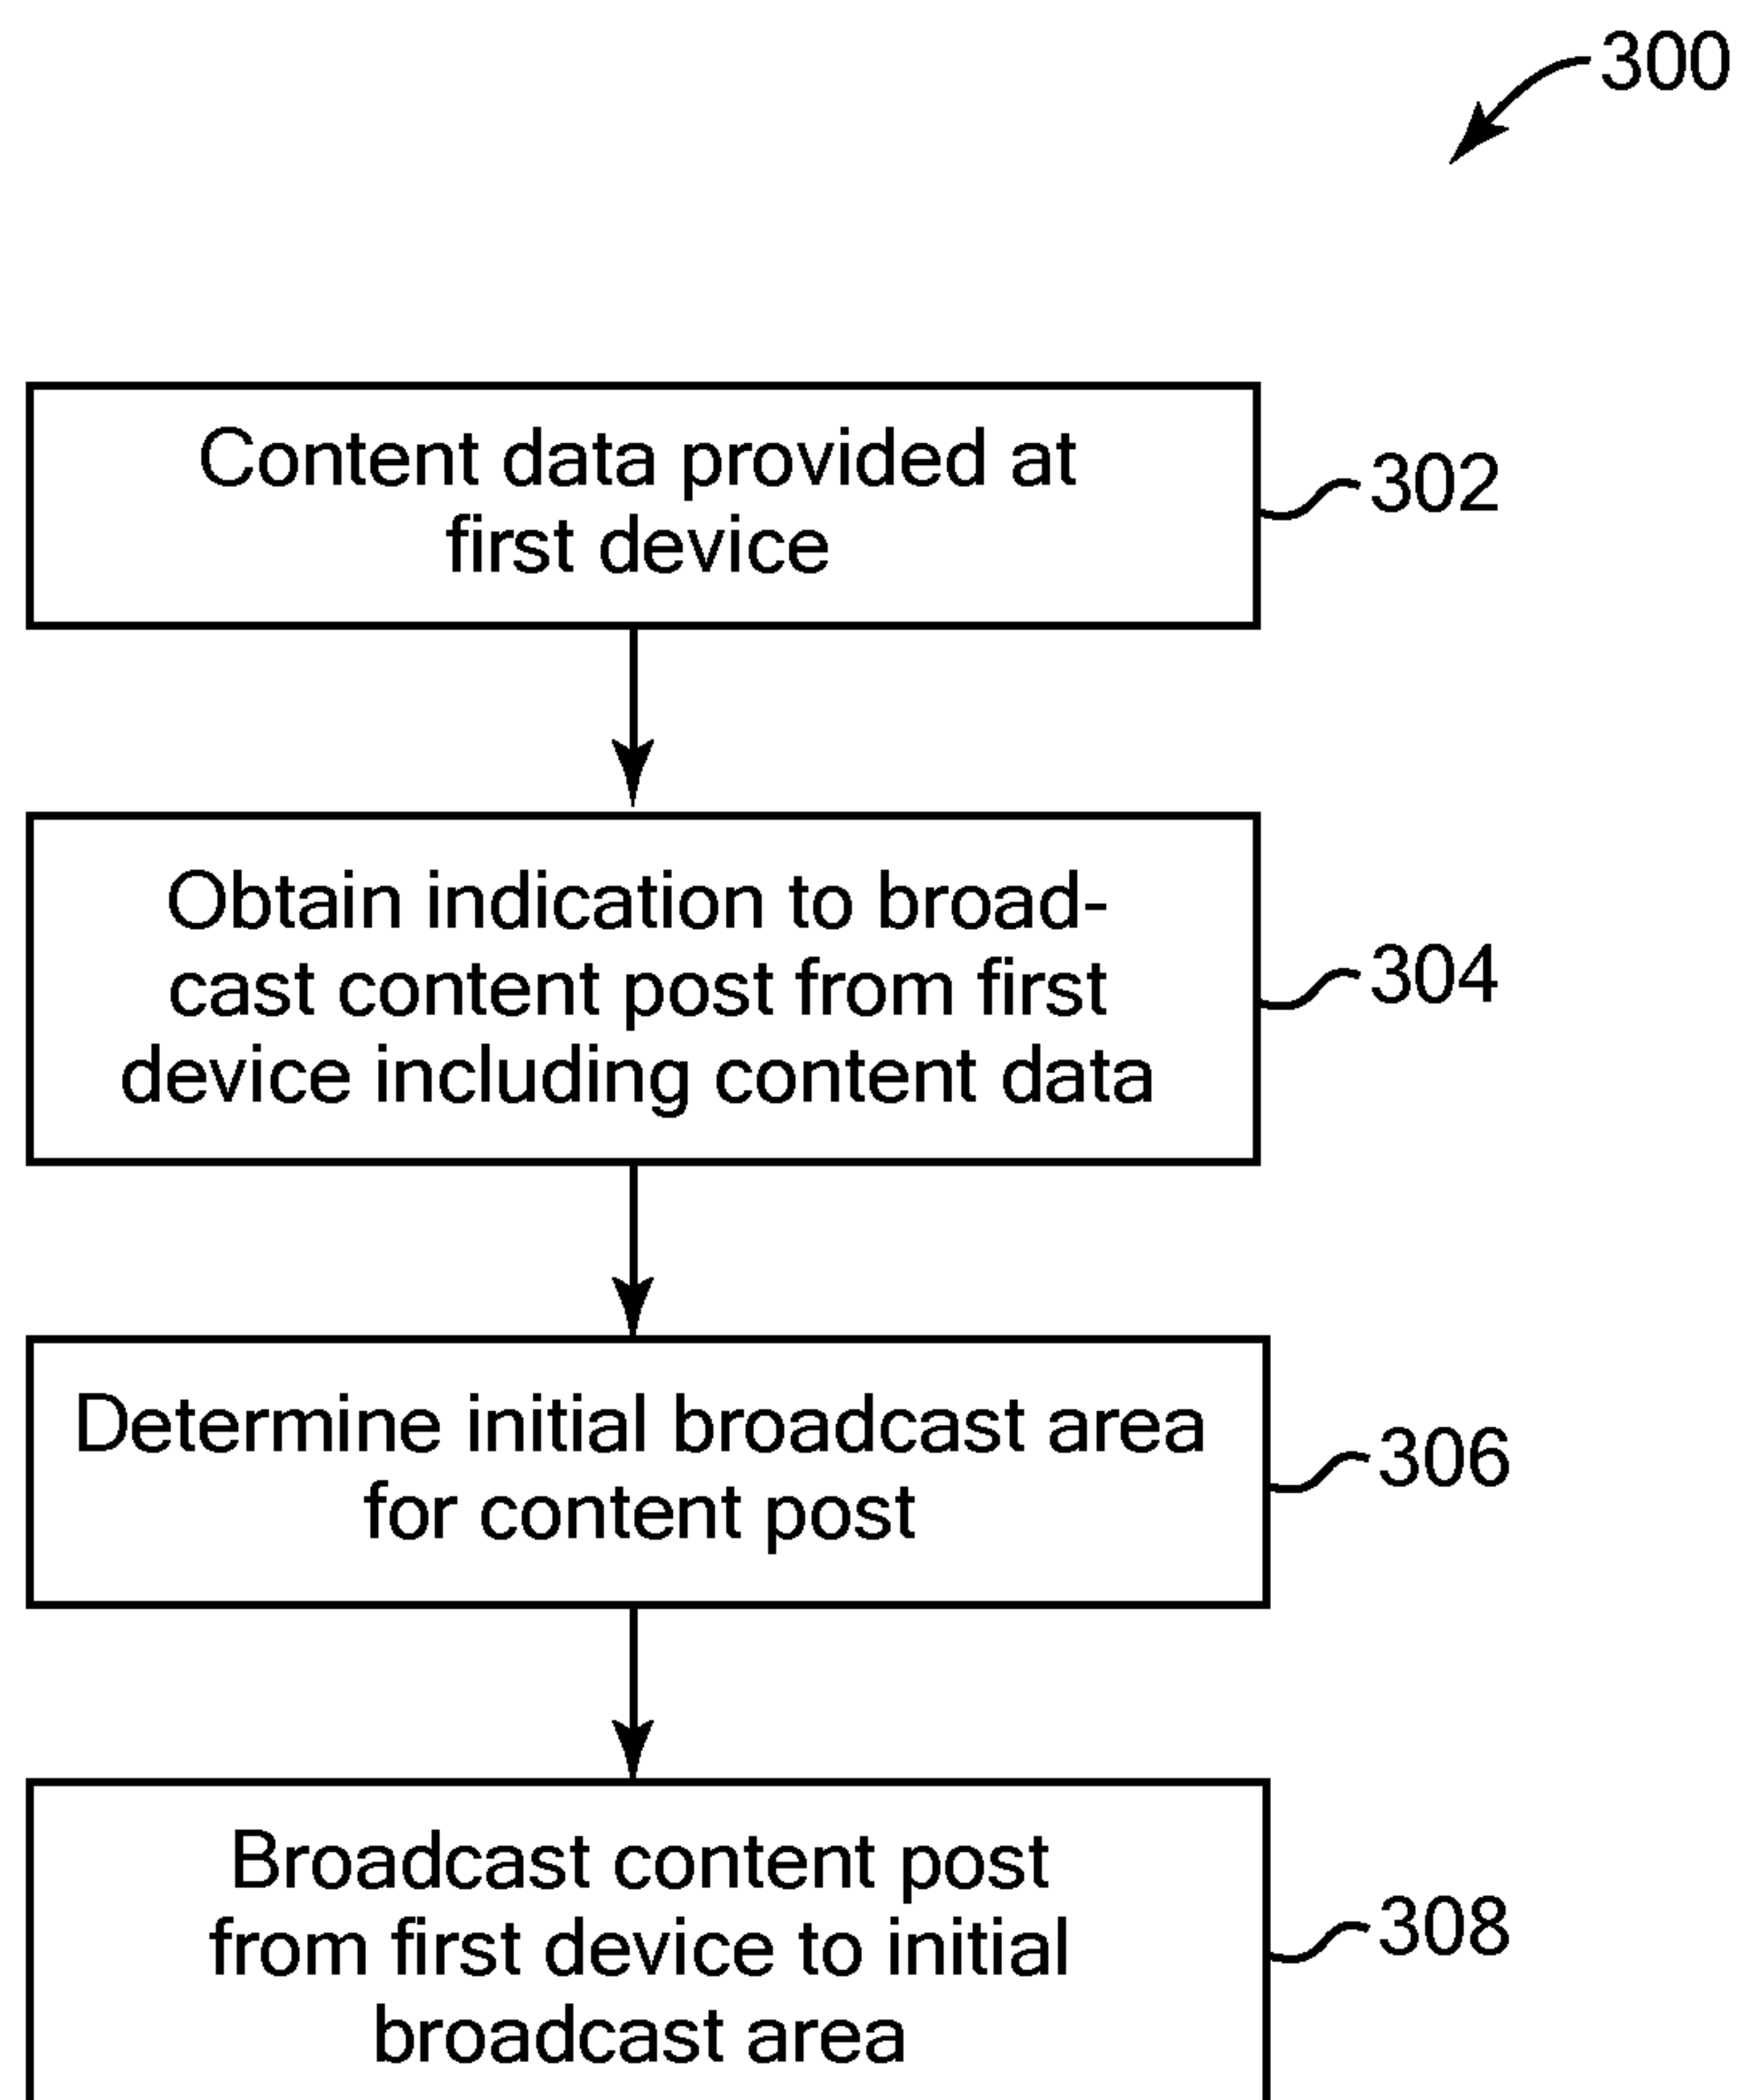 300
Content data provided at
first device
302
Obtain indication to broad-
cast content post from first
device including content data
304
Determine initial broadcast area
for content post
306
Broadcast content post
from first device to initial
broadcast area
308